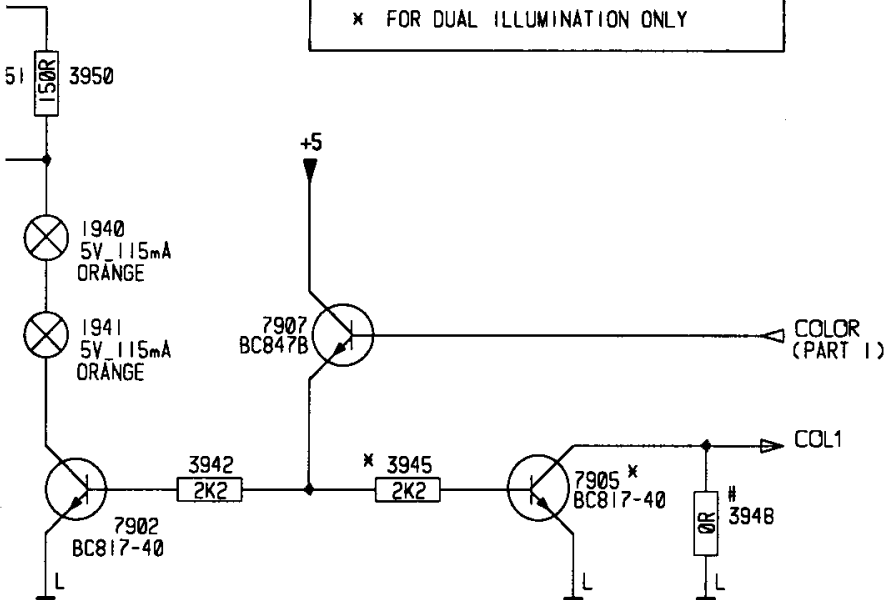 * FOR DUAL ILLUMINATION ONLY
51
150R
3950
+5
1940
5V_115mA
ORANGE
1941
5V_115mA
ORANGE
7907
BC847B
COLOR
(PART 1)
COL1
3942
2K2
* 3945
2K2
7905 *
BC817-40
7902
BC817-40
0R
#
3948
L
L
L